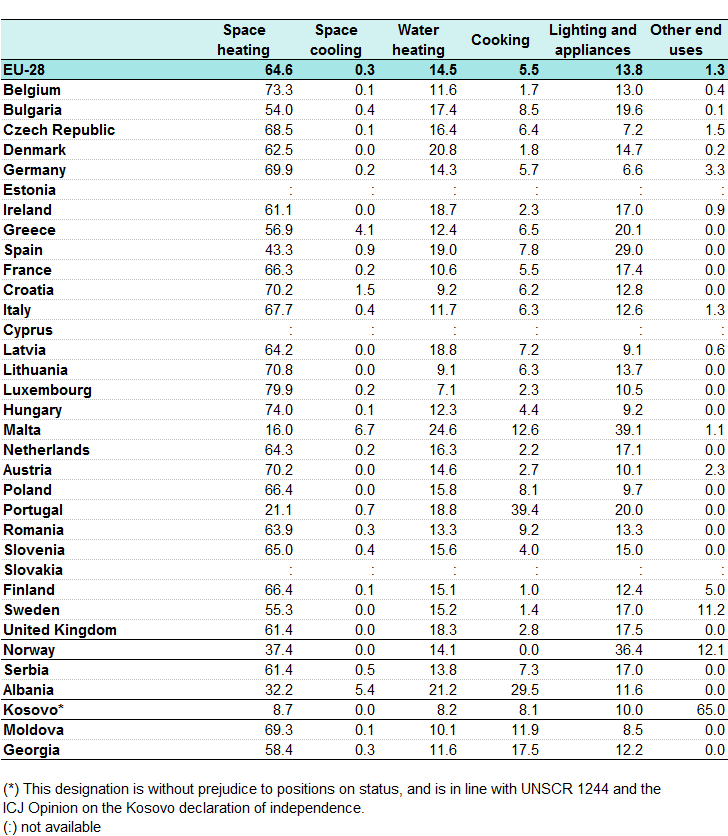 Space heating Space cooling Water heating Cooking Lighting and appliances Other end uses
EU-28 64.6 0.3 14.5 5.5 13.8 1.3
Belgium 73.3 0.1 11.6 1.7 13.0 0.4
Bulgaria 54.0 0.4 17.4 8.5 19.6 0.1
Czech Republic 68.5 0.1 16.4 6.4 7.2 1.5
Denmark 62.5 0.0 20.8 1.8 14.7 0.2
Germany 69.9 0.2 14.3 5.7 6.6 3.3
Estonia : : : : : :
Ireland 61.1 0.0 18.7 2.3 17.0 0.9
Greece 56.9 4.1 12.4 6.5 20.1 0.0
Spain 43.3 0.9 19.0 7.8 29.0 0.0
France 66.3 0.2 10.6 5.5 17.4 0.0
Croatia 70.2 1.5 9.2 6.2 12.8 0.0
Italy 67.7 0.4 11.7 6.3 12.6 1.3
Cyprus : : : : : :
Latvia 64.2 0.0 18.8 7.2 9.1 0.6
Lithuania 70.8 0.0 9.1 6.3 13.7 0.0
Luxembourg 79.9 0.2 7.1 2.3 10.5 0.0
Hungary 74.0 0.1 12.3 4.4 9.2 0.0
Malta 16.0 6.7 24.6 12.6 39.1 1.1
Netherlands 64.3 0.2 16.3 2.2 17.1 0.0
Austria 70.2 0.0 14.6 2.7 10.1 2.3
Poland 66.4 0.0 15.8 8.1 9.7 0.0
Portugal 21.1 0.7 18.8 39.4 20.0 0.0
Romania 63.9 0.3 13.3 9.2 13.3 0.0
Slovenia 65.0 0.4 15.6 4.0 15.0 0.0
Slovakia : : : : : :
Finland 66.4 0.1 15.1 1.0 12.4 5.0
Sweden 55.3 0.0 15.2 1.4 17.0 11.2
United Kingdom 61.4 0.0 18.3 2.8 17.5 0.0
Norway 37.4 0.0 14.1 0.0 36.4 12.1
Serbia 61.4 0.5 13.8 7.3 17.0 0.0
Albania 32.2 5.4 21.2 29.5 11.6 0.0
Kosovo* 8.7 0.0 8.2 8.1 10.0 65.0
Moldova 69.3 0.1 10.1 11.9 8.5 0.0
Georgia 58.4 0.3 11.6 17.5 12.2 0.0
(*) This designation is without prejudice to positions on status, and is in line with UNSCR 1244 and the
ICJ Opinion on the Kosovo declaration of independence.
(:) not available